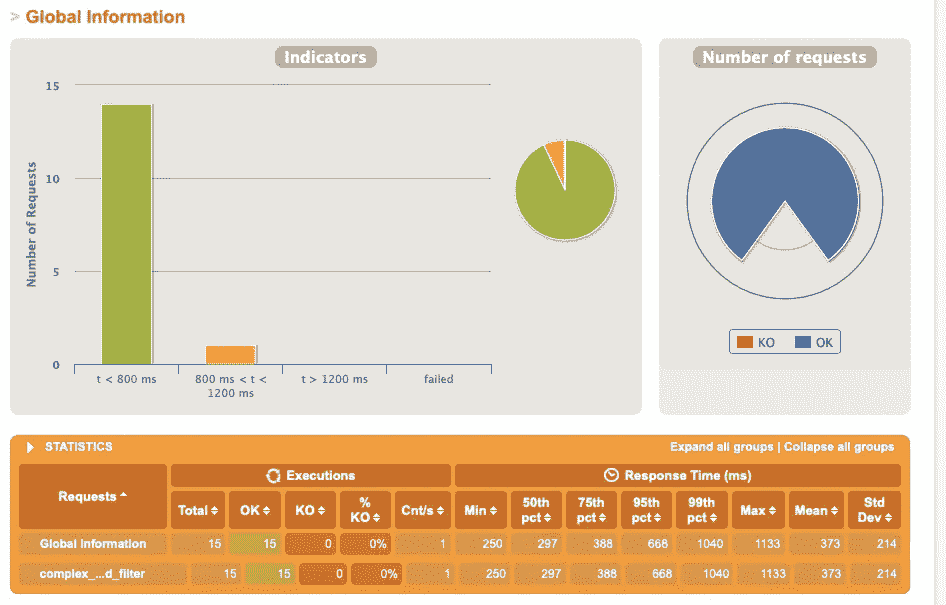 > Global Information
Indicators
Number of requests
Number of Requests
15
10
5
0
t < 800 ms
800 ms < t <
1200 ms
t > 1200 ms
failed
KO
OK
STATISTICS
Expand all groups | Collapse all groups
Requests
Executions
Response Time (ms)
Total OK KO % KO Cnt/s Min 50th pct 75th pct 95th pct 99th pct Max Mean Std Dev
Global Information 15 15 0 0% 1 250 297 388 668 1040 1133 373 214
complex_...d_filter 15 15 0 0% 1 250 297 388 668 1040 1133 373 214